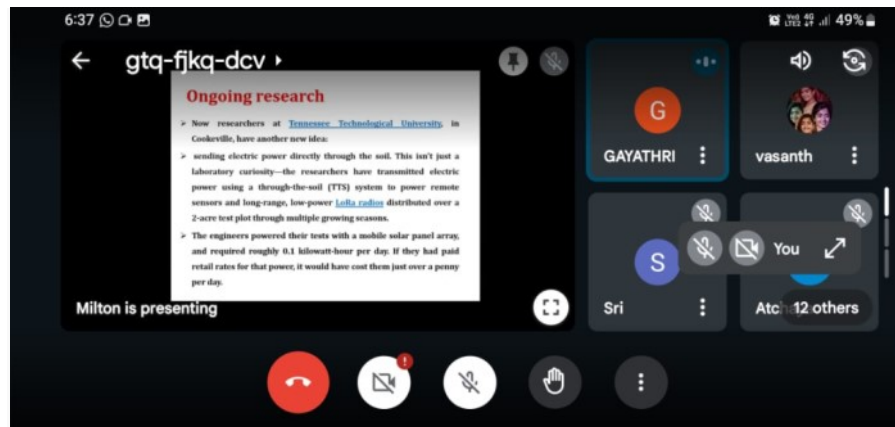 6:37
Vo) 4G LTE2 49%
gtq-fjkq-dcv
Ongoing research
➢ Now researchers at Tennessee Technological University, in
Cookeville, have another new idea:
➢ sending electric power directly through the soil. This isn't just a
laboratory curiosity—the researchers have transmitted electric
power using a through-the-soil (TTS) system to power remote
sensors and long-range, low-power LoRa radios distributed over a
2-acre test plot through multiple growing seasons.
➢ The engineers powered their tests with a mobile solar panel array,
and required roughly 0.1 kilowatt-hour per day. If they had paid
retail rates for that power, it would have cost them just over a penny
per day.
Milton is presenting
G
GAYATHRI
vasanth
S
Sri
You
Atc
12 others